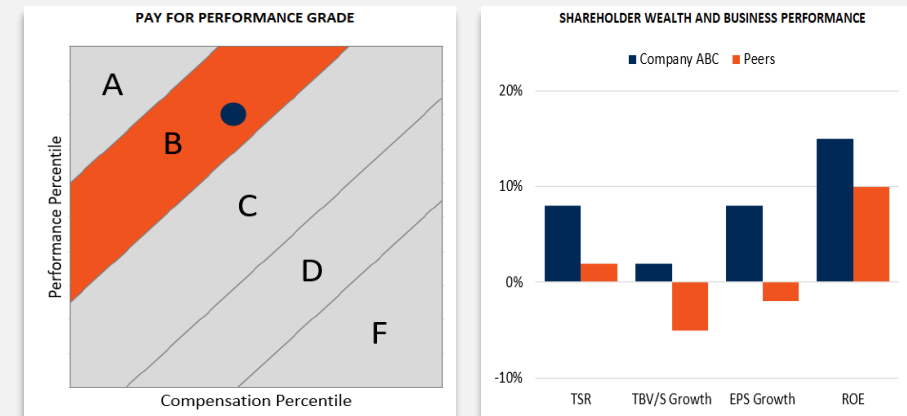 PAY FOR PERFORMANCE GRADE
A
B
C
D
F
Performance Percentile
Compensation Percentile
SHAREHOLDER WEALTH AND BUSINESS PERFORMANCE
Company ABC Peers
20%
10%
0%
-10%
TSR TBV/S Growth EPS Growth ROE